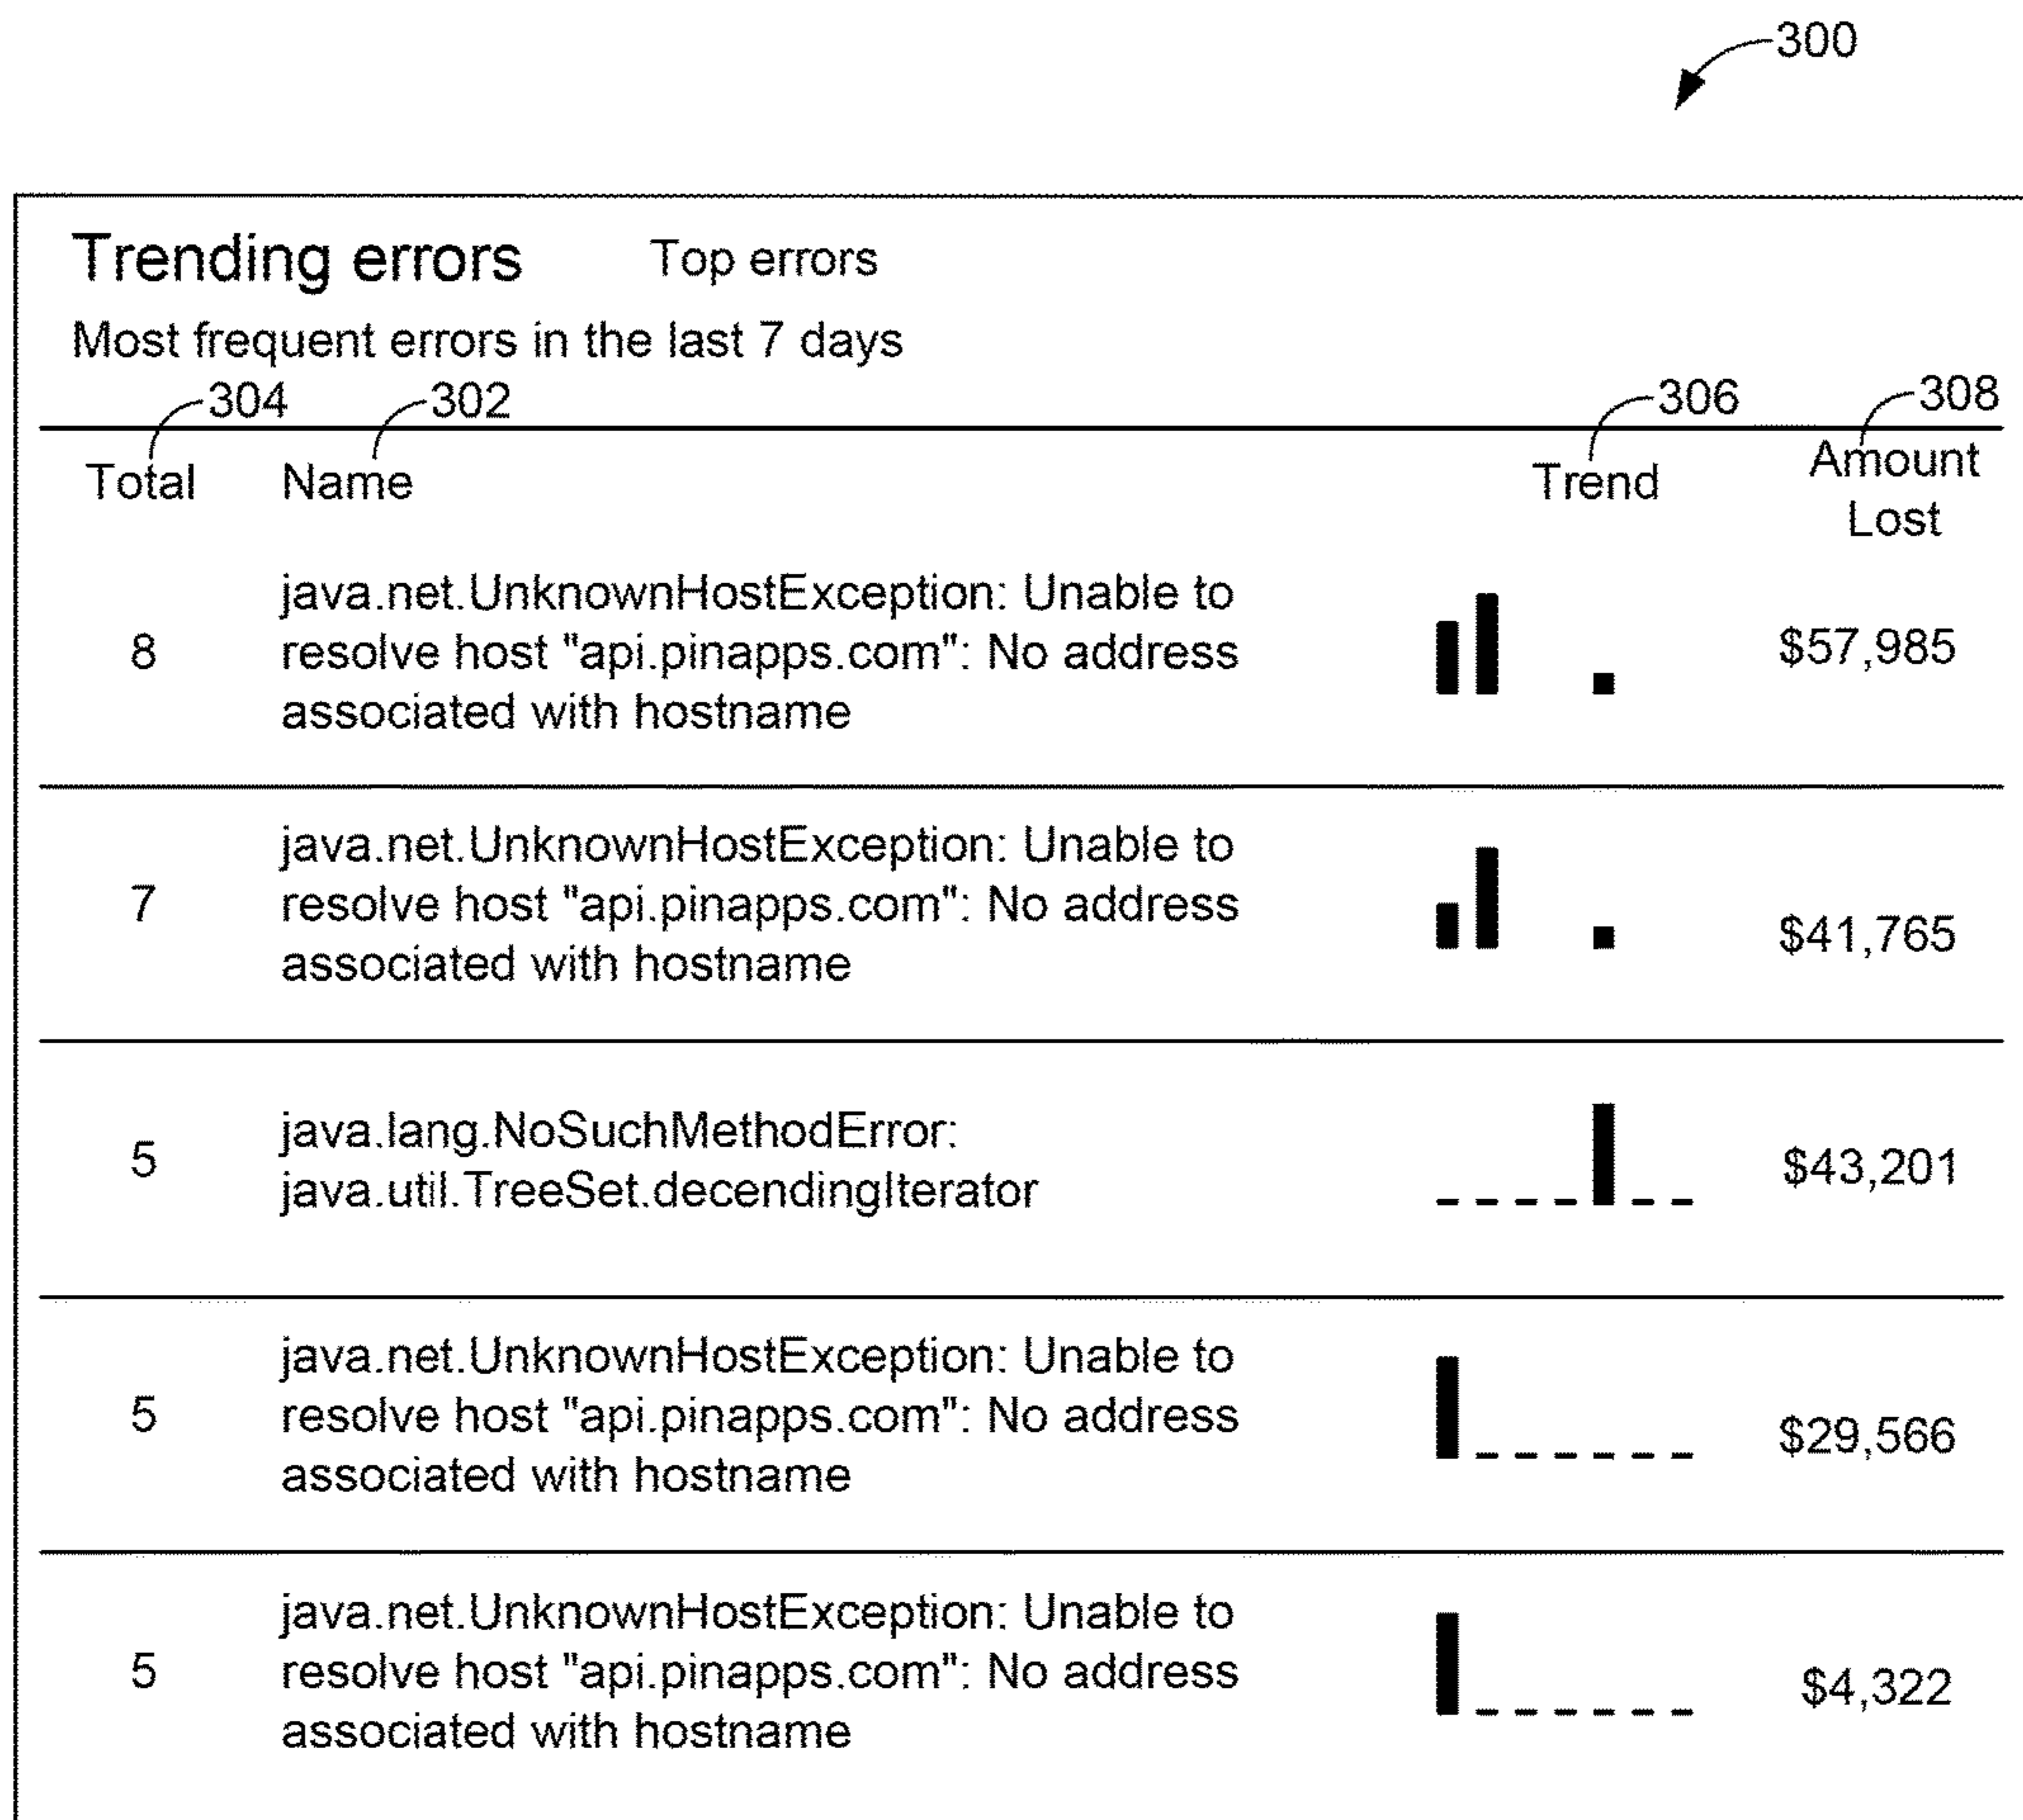 300
Trending errors Top errors
Most frequent errors in the last 7 days
304 302 306 308
Total Name Trend Amount Lost
java.net.UnknownHostException: Unable to
8 resolve host "api.pinapps.com": No address $57,985
associated with hostname
java.net.UnknownHostException: Unable to
7 resolve host "api.pinapps.com": No address $41,765
associated with hostname
java.lang.NoSuchMethodError:
5 $43,201
java.util.TreeSet.decendingIterator
java.net.UnknownHostException: Unable to
5 resolve host "api.pinapps.com": No address $29,566
associated with hostname
java.net.UnknownHostException: Unable to
5 resolve host "api.pinapps.com": No address $4,322
associated with hostname